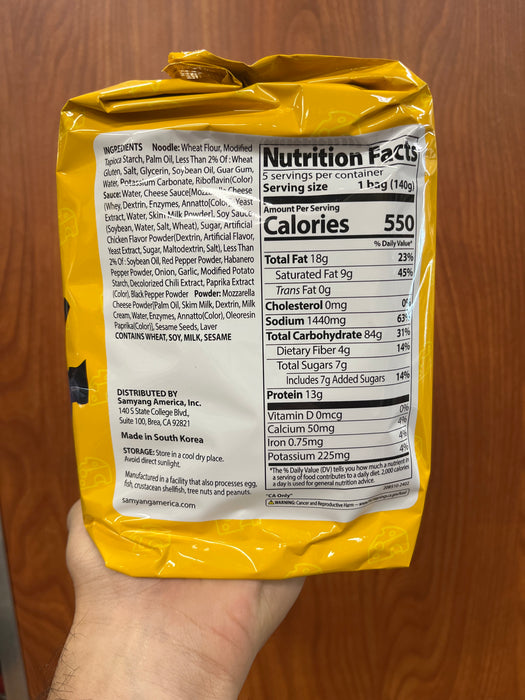 INGREDIENTS Noodle: Wheat Flour, Modified
Tapioca Starch, Palm Oil, Less Than 2% Of : Wheat
Gluten, Salt, Glycerin, Soybean Oil, Guar Gum,
Water, Potassium Carbonate, Riboflavin(Color)
Sauce: Water, Cheese Sauce[Mozz Cheese
(Whey, Dextrin, Enzymes, Annatto(Color), Yeast
Extract, Water, Skim Milk Powder], Soy Sauce
(Soybean, Water, Salt, Wheat), Sugar, Artificial
Chicken Flavor Powder(Dextrin, Artificial Flavor,
Yeast Extract, Sugar, Maltodextrin, Salt), Less Than
2% Of : Soybean Oil, Red Pepper Powder, Habanero
Pepper Powder, Onion, Garlic, Modified Potato
Starch, Decolorized Chili Extract, Paprika Extract
(Color), Black Pepper Powder Powder: Mozzarella
Cheese Powder[Palm Oil, Skim Milk, Dextrin, Milk
Cream, Water, Enzymes, Annatto(Color), Oleoresin
Paprika(Color)], Sesame Seeds, Laver
CONTAINS WHEAT, SOY, MILK, SESAME
DISTRIBUTED BY
Samyang America, Inc.
140 S State College Blvd.,
Suite 100, Brea, CA 92821
Made in South Korea
STORAGE: Store in a cool dry place.
Avoid direct sunlight.
Manufactured in a facility that also processes egg,
fish, crustacean shellfish, tree nuts and peanuts.
samyangamerica.com
Nutrition Facts
5 servings per container
Serving size 1 bag (140g)
Amount Per Serving
Calories 550
% Daily Value*
Total Fat 18g 23%
Saturated Fat 9g 45%
Trans Fat 0g
Cholesterol 0mg 0%
Sodium 1440mg 63%
Total Carbohydrate 84g 31%
Dietary Fiber 4g 14%
Total Sugars 7g
Includes 7g Added Sugars 14%
Protein 13g
Vitamin D 0mcg 0%
Calcium 50mg 4%
Iron 0.75mg 4%
Potassium 225mg 4%
*The % Daily Value (DV) tells you how much a nutrient in
a serving of food contributes to a daily diet. 2,000 calories
a day is used for general nutrition advice.
"CA Only"
WARNING: Cancer and Reproductive Harm